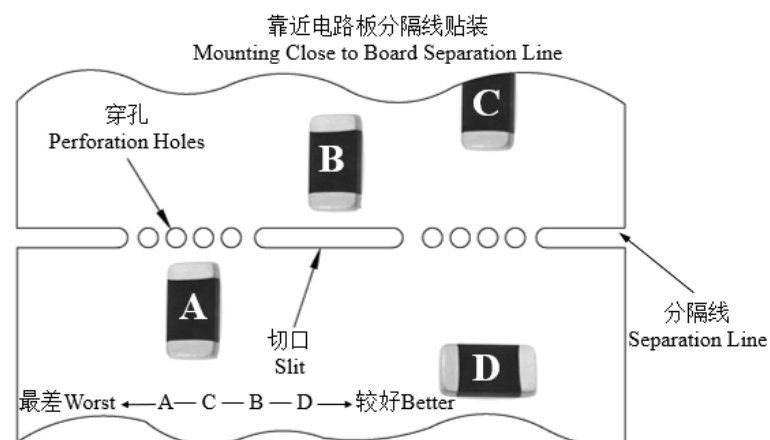 靠近电路板分隔线贴装
Mounting Close to Board Separation Line
C
穿孔
Perforation Holes
B
A
分隔线
Separation Line
切口
Slit
D
最差Worst A—C—B—D 较好Better